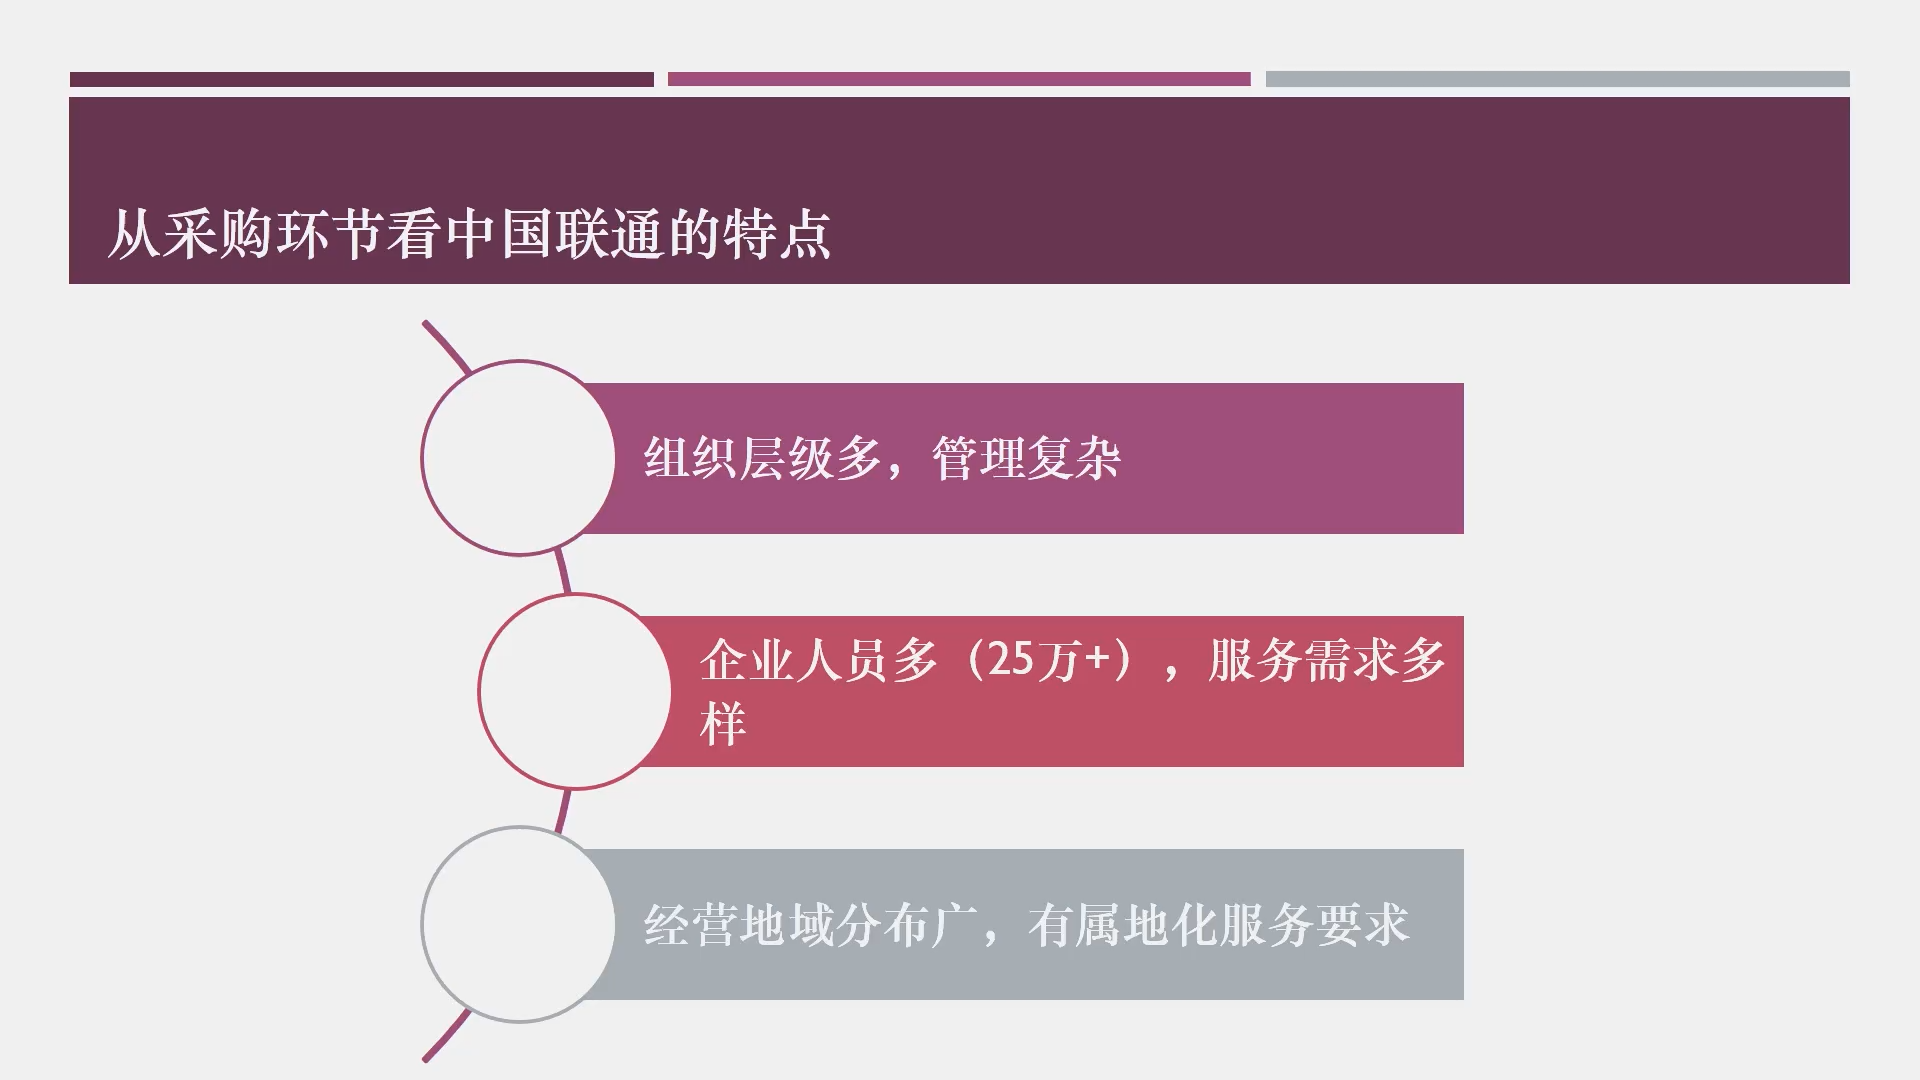 从采购环节看中国联通的特点
组织层级多，管理复杂
企业人员多（25万+），服务需求多
样
经营地域分布广，有属地化服务要求